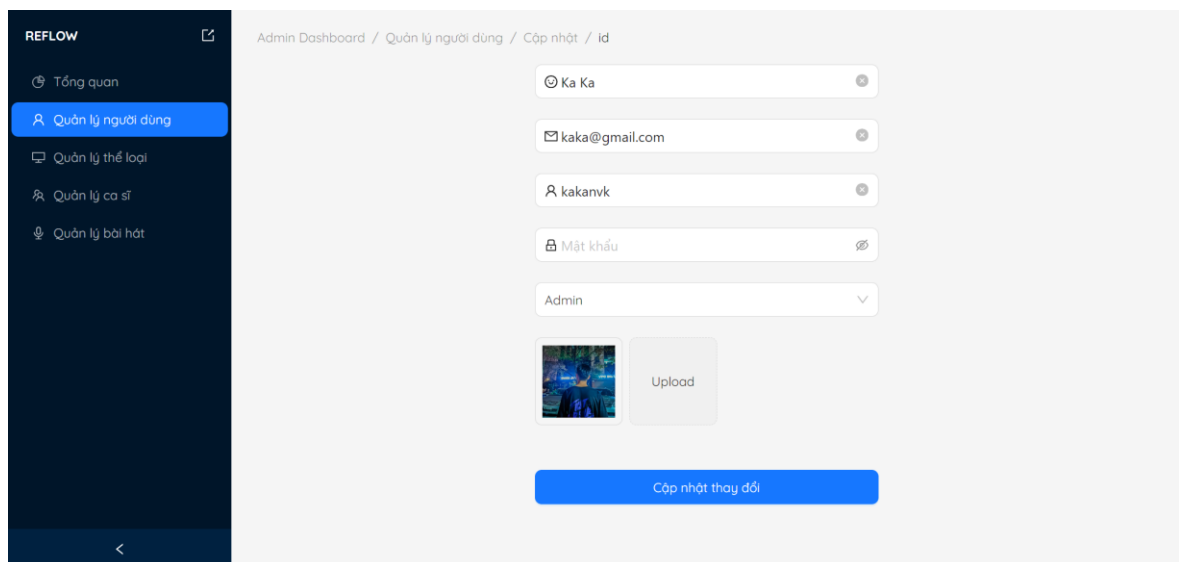 REFLOW
Tổng quan
Quản lý người dùng
Quản lý thể loại
Quản lý ca sĩ
Quản lý bài hát
Admin Dashboard / Quản lý người dùng / Cập nhật / id
Ka Ka
kaka@gmail.com
kakanvk
Mật khẩu
Admin
Upload
Cập nhật thay đổi